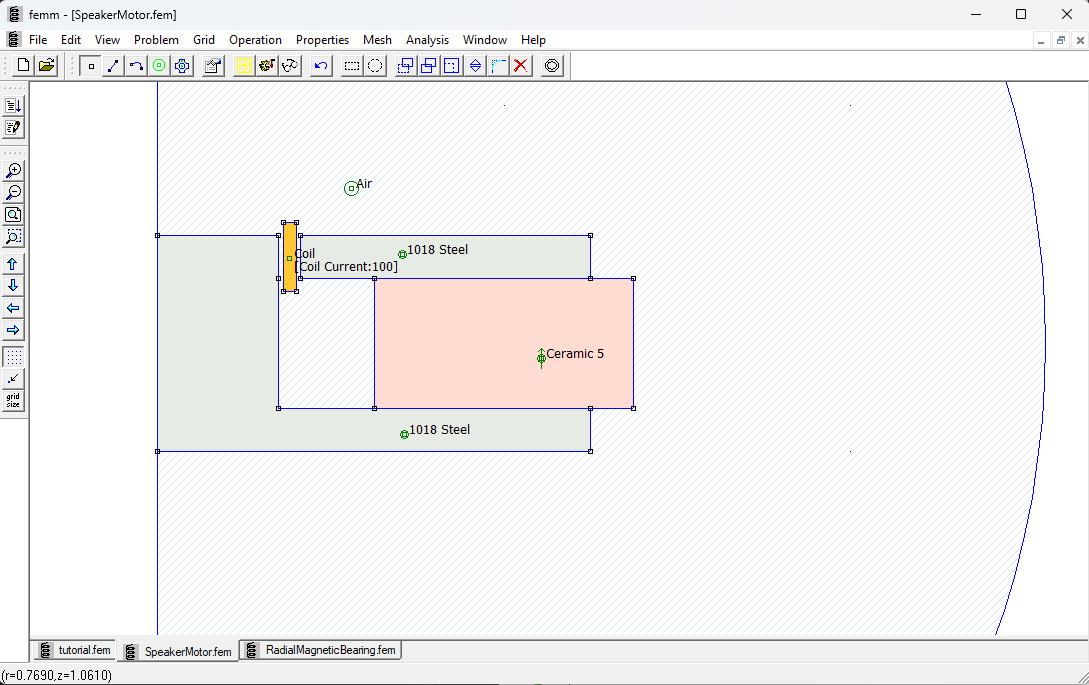 femm - [SpeakerMotor.fem]
File Edit View Problem Grid Operation Properties Mesh Analysis Window Help
Air
1018 Steel
Coil
[Coil Current:100]
Ceramic 5
grid
size
1018 Steel
tutorial.fem SpeakerMotor.fem RadialMagneticBearing.fem
(r=0.7690,z=1.0610)